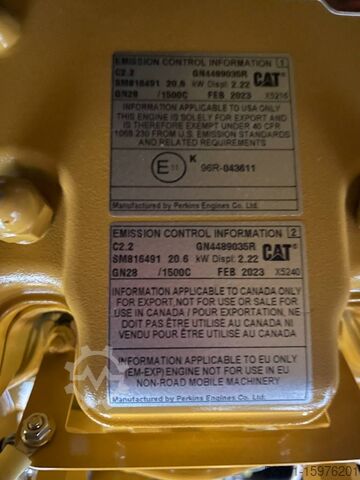 EMISSION CONTROL INFORMATION 1
C2.2 GN4489035R
SM816491 20.6 kW Displ: 2.22 CAT
GN28 /1500C FEB 2023 X5216
INFORMATION APPLICABLE TO USA ONLY
THIS ENGINE IS SOLELY FOR EXPORT AND
IS THEREFORE EXEMPT UNDER 40 CFR
1068.230 FROM U.S. EMISSION STANDARDS
AND RELATED REQUIREMENTS
E11 K 96R-043611
Manufactured by Perkins Engines Co. Ltd.
EMISSION CONTROL INFORMATION 2
C2.2 GN4489035R
SM816491 20.6 kW Displ: 2.22 CAT
GN28 /1500C FEB 2023 X5240
INFORMATION APPLICABLE TO CANADA ONLY
FOR EXPORT,NOT FOR USE OR SALE FOR
USE IN CANADA / POUR EXPORTATION, NE
DOIT PAS ÊTRE UTILISÉ OU VENDU POUR
UTILISATION AU CANADA
INFORMATION APPLICABLE TO EU ONLY
(EM-EXP) ENGINE NOT FOR USE IN EU
NON-ROAD MOBILE MACHINERY
Manufactured by Perkins Engines Co. Ltd.